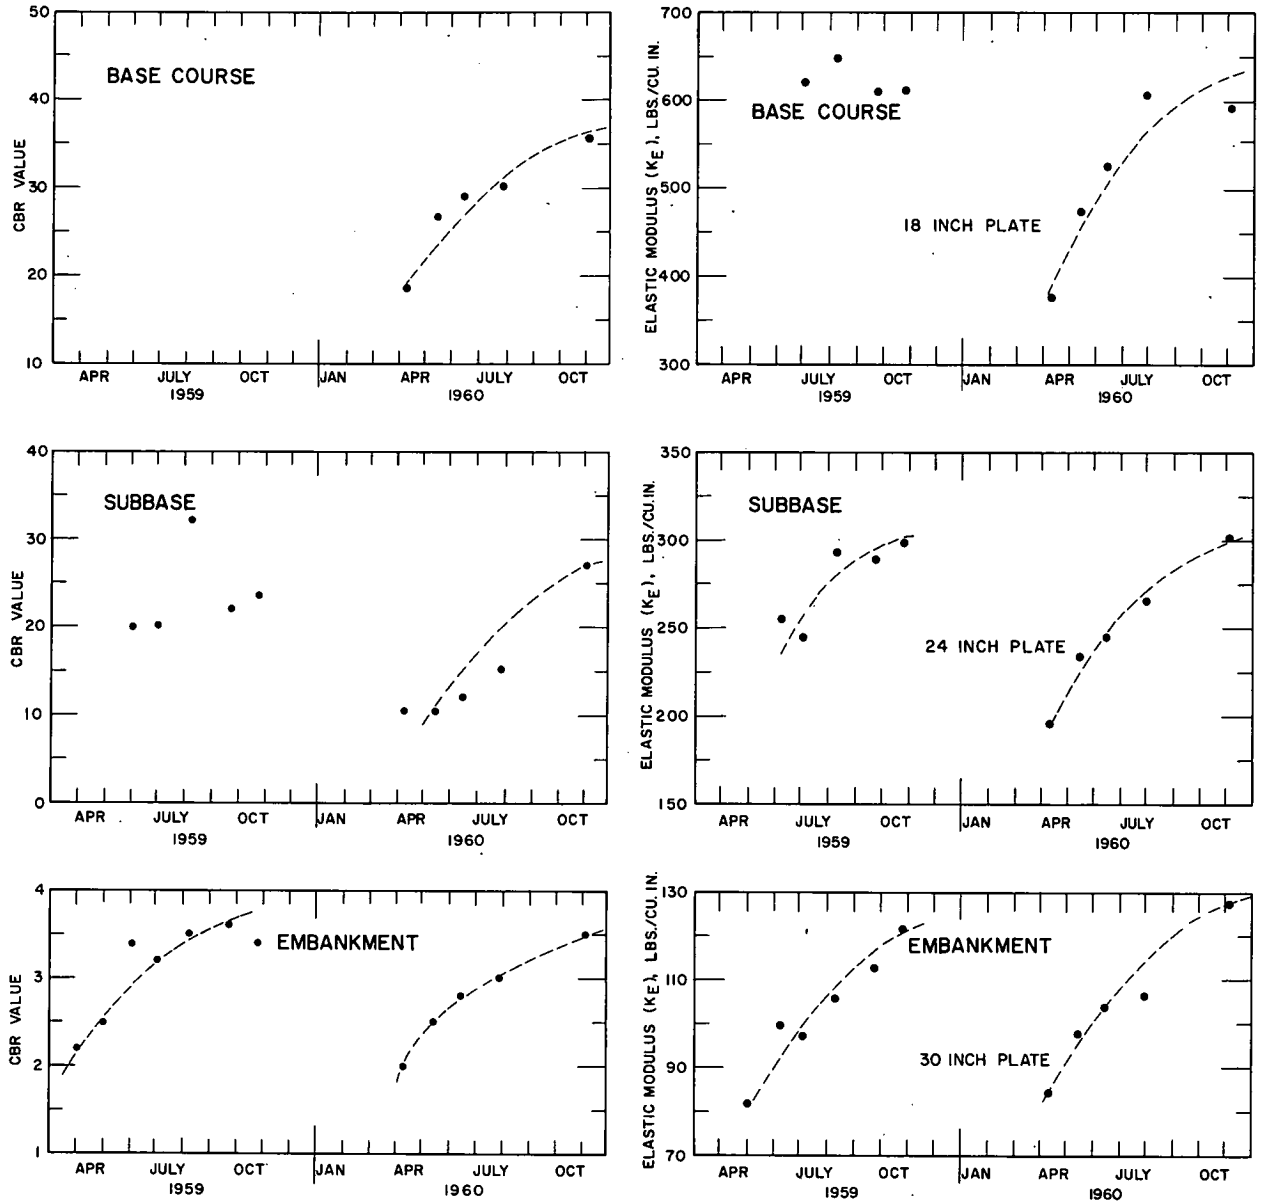 50
40
30
20
10
CBR VALUE
BASE COURSE
APR JULY OCT JAN APR JULY OCT
1959 1960
700
600
500
400
300
ELASTIC MODULUS (KE), LBS./CU. IN.
BASE COURSE
18 INCH PLATE
APR JULY OCT JAN APR JULY OCT
1959 1960
40
30
20
10
0
CBR VALUE
SUBBASE
APR JULY OCT JAN APR JULY OCT
1959 1960
350
300
250
200
150
ELASTIC MODULUS (KE), LBS./CU. IN.
SUBBASE
24 INCH PLATE
APR JULY OCT JAN APR JULY OCT
1959 1960
4
3
2
1
CBR VALUE
EMBANKMENT
APR JULY OCT JAN APR JULY OCT
1959 1960
130
110
90
70
ELASTIC MODULUS (KE), LBS./CU. IN.
EMBANKMENT
30 INCH PLATE
APR JULY OCT JAN APR JULY OCT
1959 1960